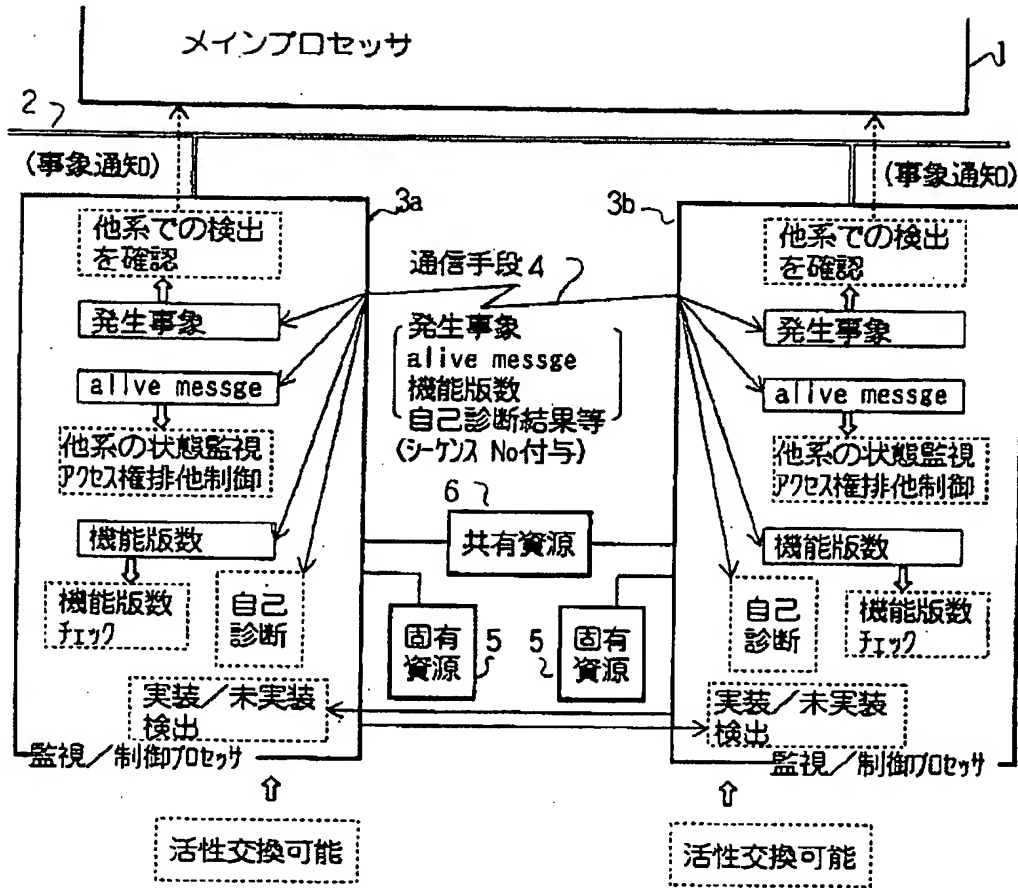 メインプロセッサ
1
2
(事象通知)
(事象通知)
3a
3b
他系での検出
を確認
通信手段4
他系での検出
を確認
発生事象
発生事象
発生事象
alive messge
alive messge
alive messge
機能版数
自己診断結果等
(シーケンス No付与)
他系の状態監視
アクセス権排他制御
他系の状態監視
アクセス権排他制御
6
共有資源
機能版数
機能版数
機能版数
チェック
自己
診断
固有
資源
5
5
固有
資源
自己
診断
機能版数
チェック
実装/未実装
検出
実装/未実装
検出
監視/制御プロセッサ
監視/制御プロセッサ
活性交換可能
活性交換可能